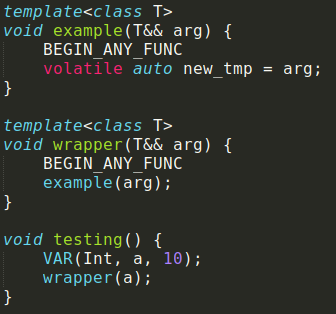 template<class T>
void example(T&& arg) {
    BEGIN_ANY_FUNC
    volatile auto new_tmp = arg;
}

template<class T>
void wrapper(T&& arg) {
    BEGIN_ANY_FUNC
    example(arg);
}

void testing() {
    VAR(Int, a, 10);
    wrapper(a);
}